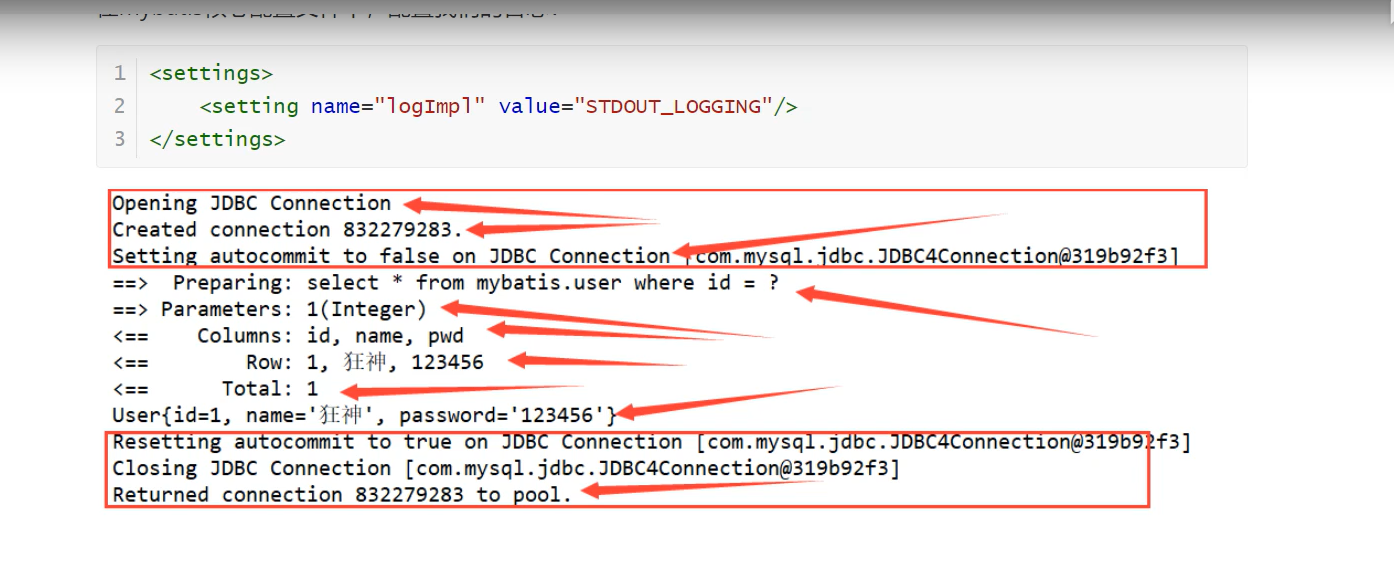 1 <settings>
2     <setting name="logImpl" value="STDOUT_LOGGING"/>
3 </settings>
Opening JDBC Connection
Created connection 832279283.
Setting autocommit to false on JDBC Connection [com.mysql.jdbc.JDBC4Connection@319b92f3]
==>  Preparing: select * from mybatis.user where id = ?
==> Parameters: 1(Integer)
<==    Columns: id, name, pwd
<==        Row: 1, 狂神, 123456
<==      Total: 1
User{id=1, name='狂神', password='123456'}
Resetting autocommit to true on JDBC Connection [com.mysql.jdbc.JDBC4Connection@319b92f3]
Closing JDBC Connection [com.mysql.jdbc.JDBC4Connection@319b92f3]
Returned connection 832279283 to pool.